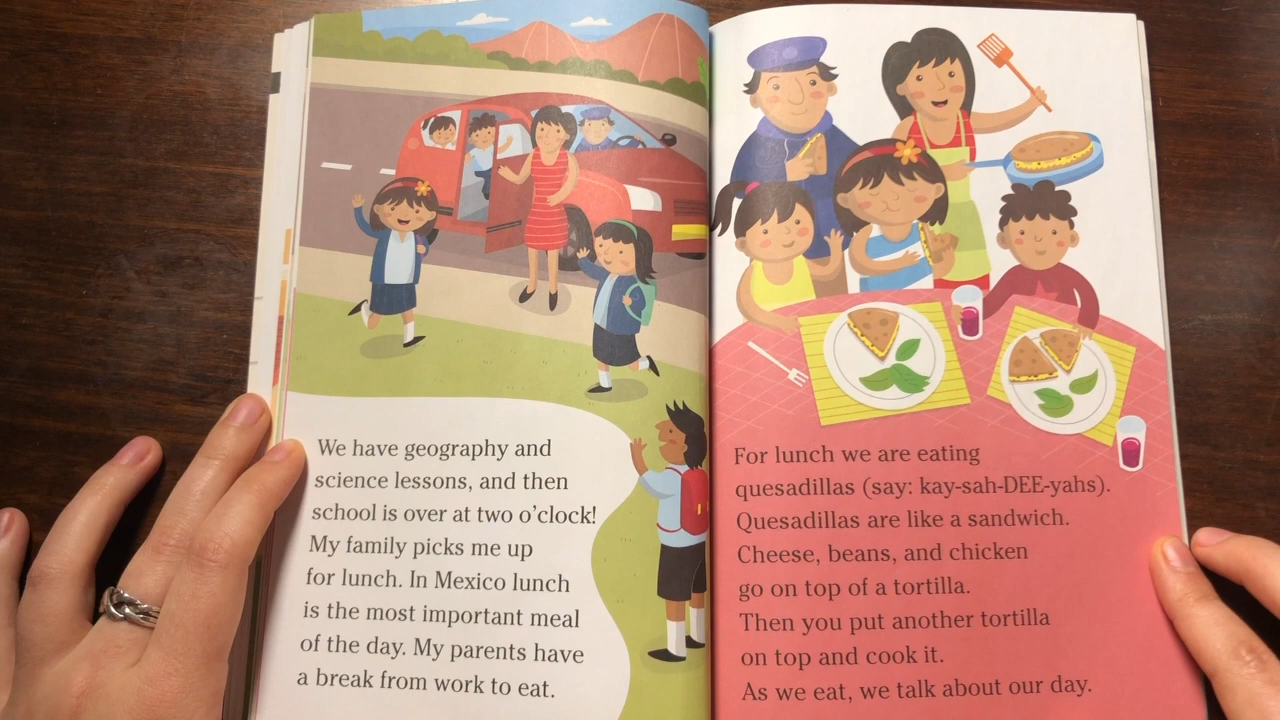 We have geography and
science lessons, and then
school is over at two o'clock!
My family picks me up
for lunch. In Mexico lunch
is the most important meal
of the day. My parents have
a break from work to eat.
For lunch we are eating
quesadillas (say: kay-sah-DEE-yahs).
Quesadillas are like a sandwich.
Cheese, beans, and chicken
go on top of a tortilla.
Then you put another tortilla
on top and cook it.
As we eat, we talk about our day.